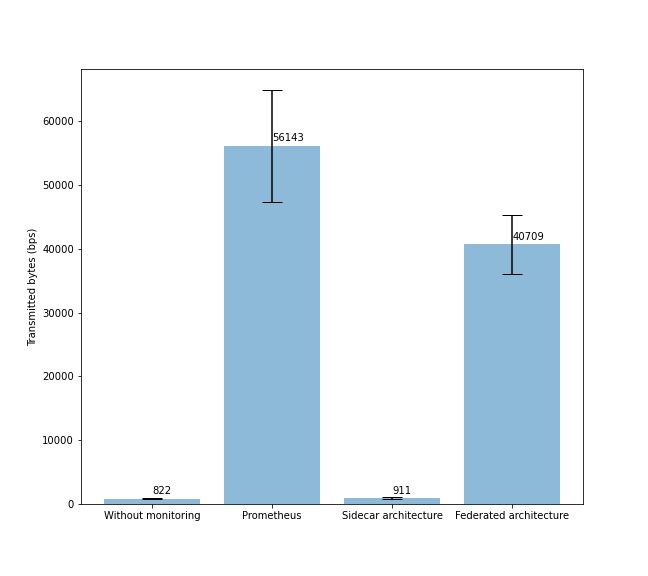 Transmitted bytes (bps)
60000
50000
40000
30000
20000
10000
0
822
56143
911
40709
Without monitoring
Prometheus
Sidecar architecture
Federated architecture